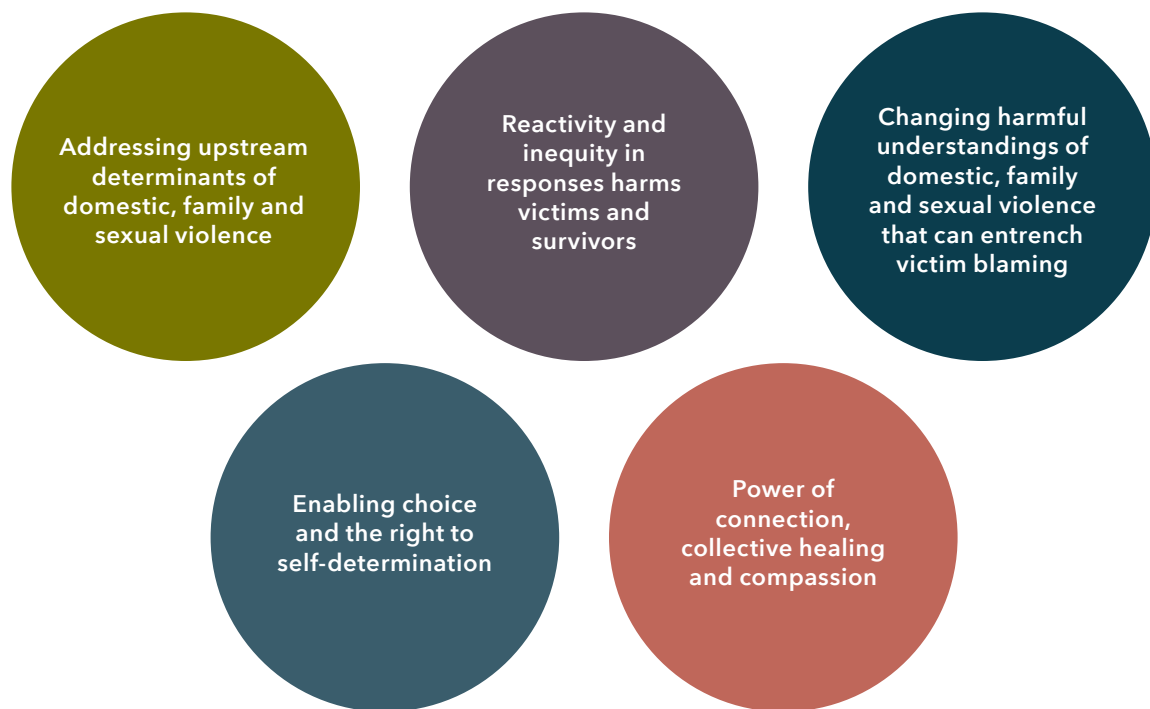 Addressing upstream
determinants of
domestic, family and
sexual violence
Reactivity and
inequity in
responses harms
victims and
survivors
Changing harmful
understandings of
domestic, family
and sexual violence
that can entrench
victim blaming
Enabling choice
and the right to
self-determination
Power of
connection,
collective healing
and compassion